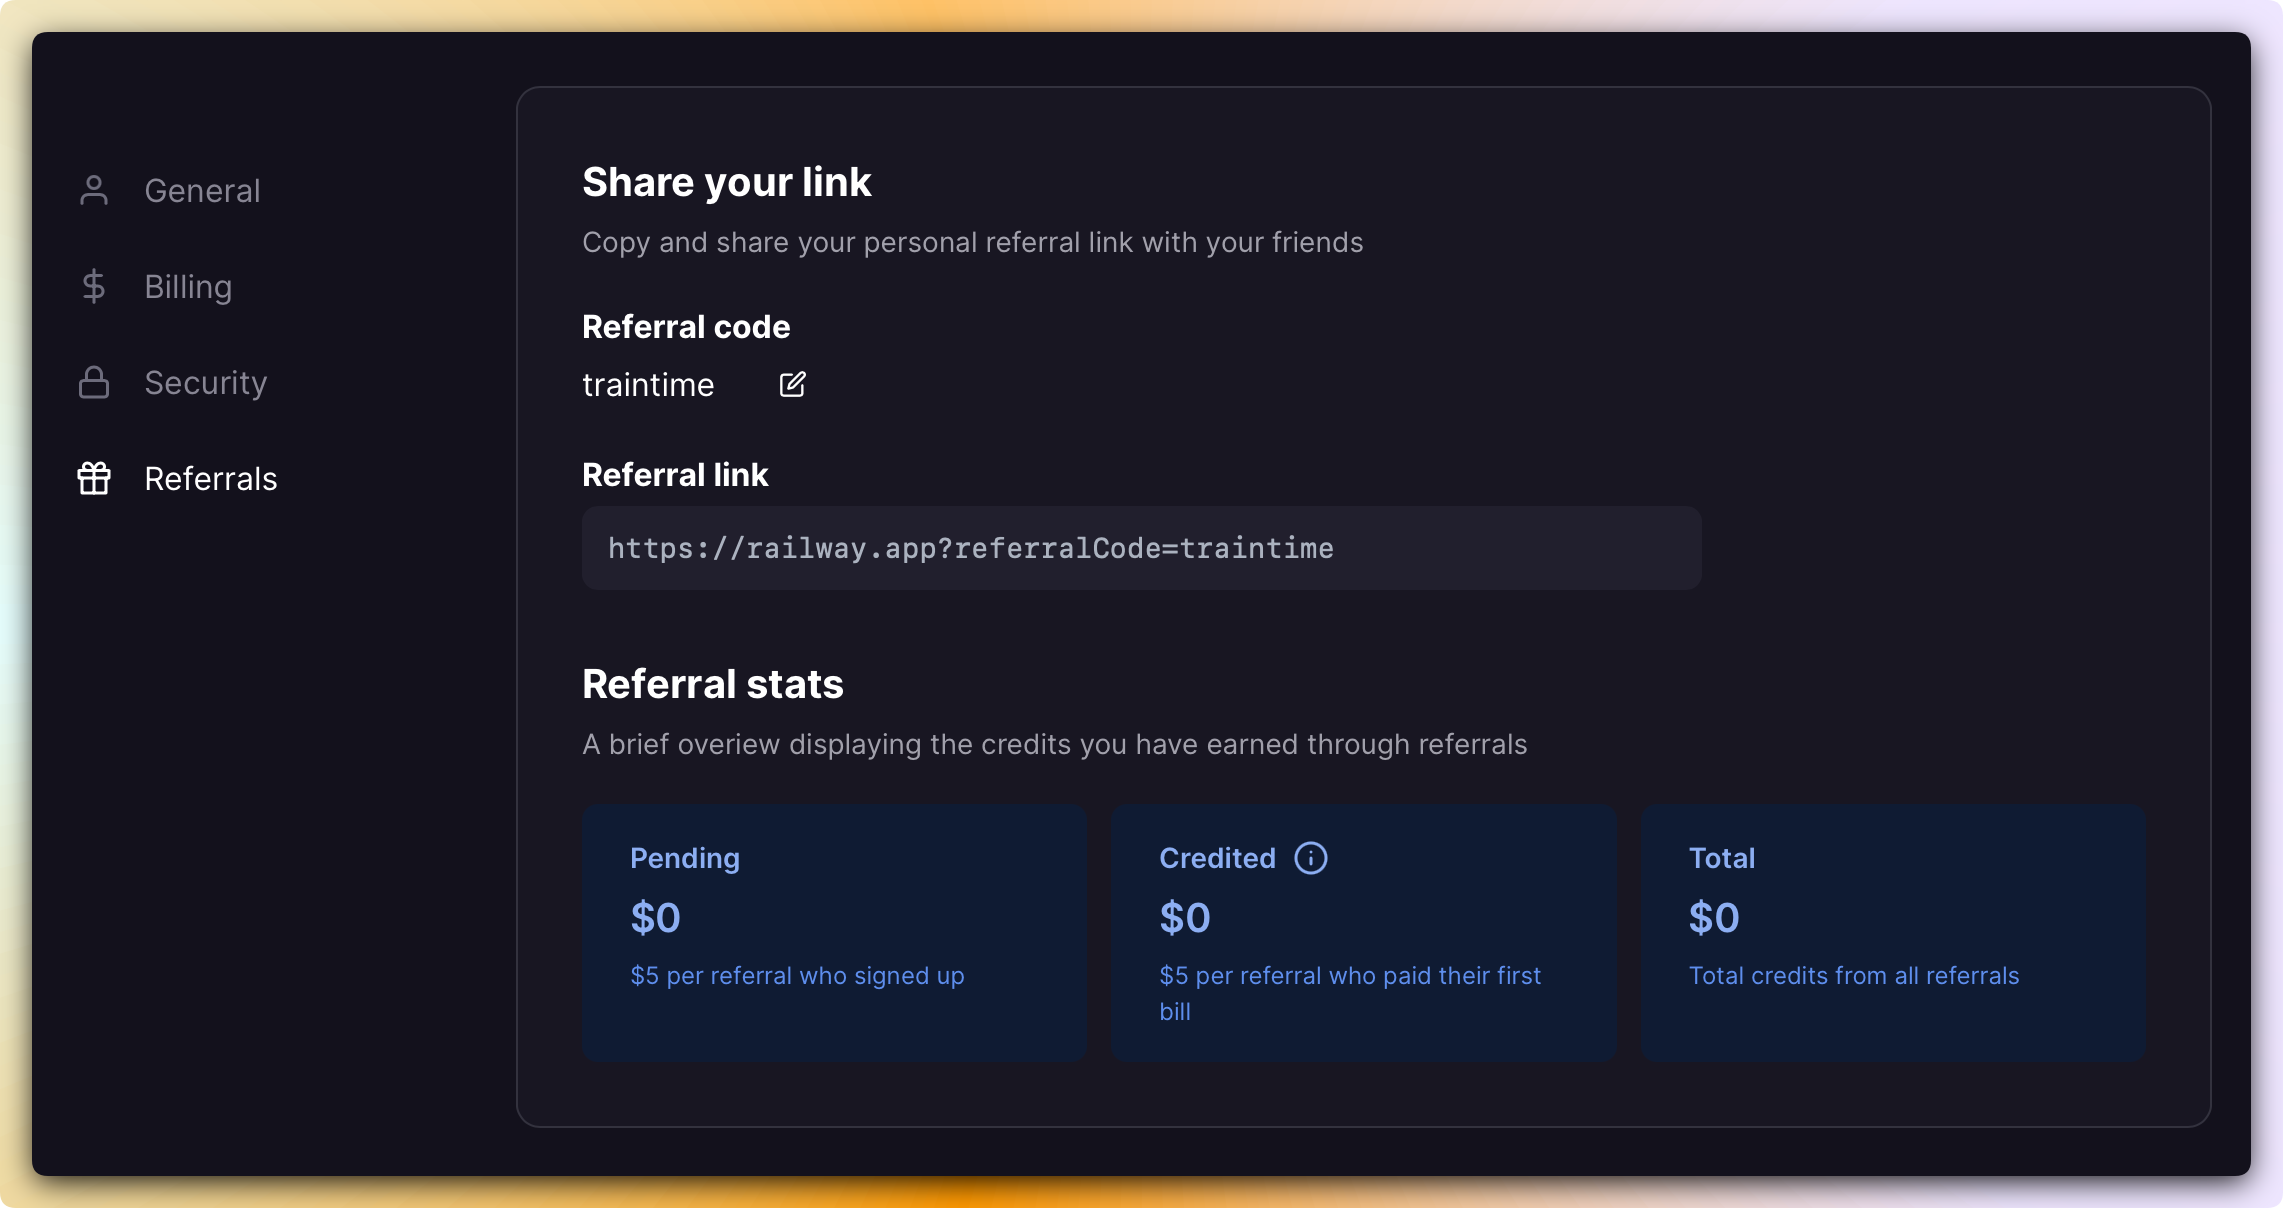 General
Billing
Security
Referrals
Share your link
Copy and share your personal referral link with your friends
Referral code
traintime
Referral link
https://railway.app?referralCode=traintime
Referral stats
A brief overiew displaying the credits you have earned through referrals
Pending
$0
$5 per referral who signed up
Credited
$0
$5 per referral who paid their first
bill
Total
$0
Total credits from all referrals